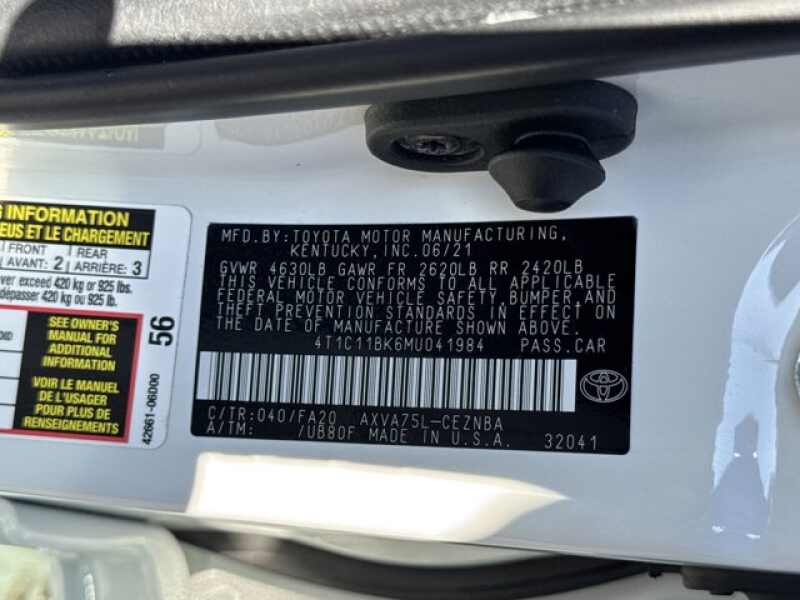 G INFORMATION
EUS ET LE CHARGEMENT
FRONT
AVANT: 2
REAR
ARRIÈRE: 3
ver exceed 420 kg or 925 lbs.
dépasser 420 kg ou 925 lb.
SEE OWNER'S
MANUAL FOR
ADDITIONAL
INFORMATION
VOIR LE MANUEL
DE L'USAGER
POUR PLUS DE
RENSEIGNEMENTS
56
42661-06D00
MFD.BY:TOYOTA MOTOR MANUFACTURING,
KENTUCKY, INC.06/21
GVWR 4630LB GAWR FR 2620LB RR 2420LB
THIS VEHICLE CONFORMS TO ALL APPLICABLE
FEDERAL MOTOR VEHICLE SAFETY, BUMPER, AND
THEFT PREVENTION STANDARDS IN EFFECT ON
THE DATE OF MANUFACTURE SHOWN ABOVE.
4T1C11BK6MU041984 PASS.CAR
C/TR:040/FA20 AXVA75L-CEZNBA
A/TM: /UB80F MADE IN U.S.A. 32041